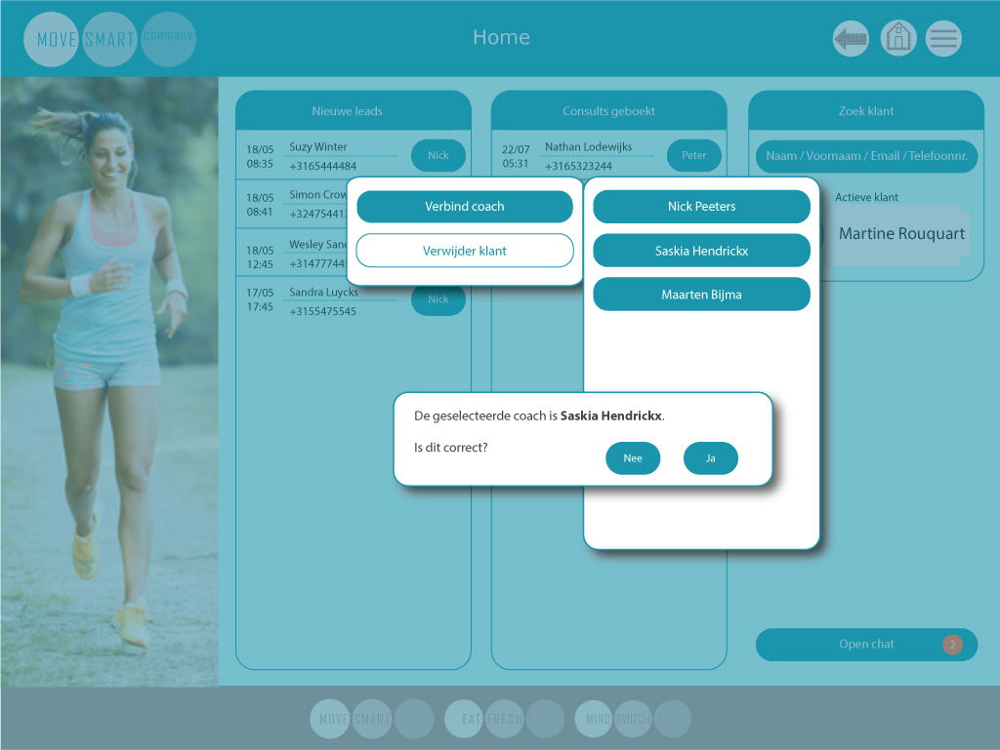 MOVE SMART company
Home
Nieuwe leads
18/05 Suzy Winter
08:35 +3165444484
Nick
18/05 Simon Crow
08:41 +32475441
18/05 Wesley San
12:45 +3147774
17/05 Sandra Luycks
17:45 +3155475545
Nick
Consults geboekt
22/07 Nathan Lodewijks
05:31 +3165323244
Peter
Zoek klant
Naam / Voornaam / Email / Telefoonnr.
Actieve klant
Martine Rouquart
Verbind coach
Verwijder klant
Nick Peeters
Saskia Hendrickx
Maarten Bijma
De geselecteerde coach is Saskia Hendrickx.
Is dit correct?
Nee
Ja
Open chat 2
MOVE SMART
EAT FRESH
MIND SWITCH